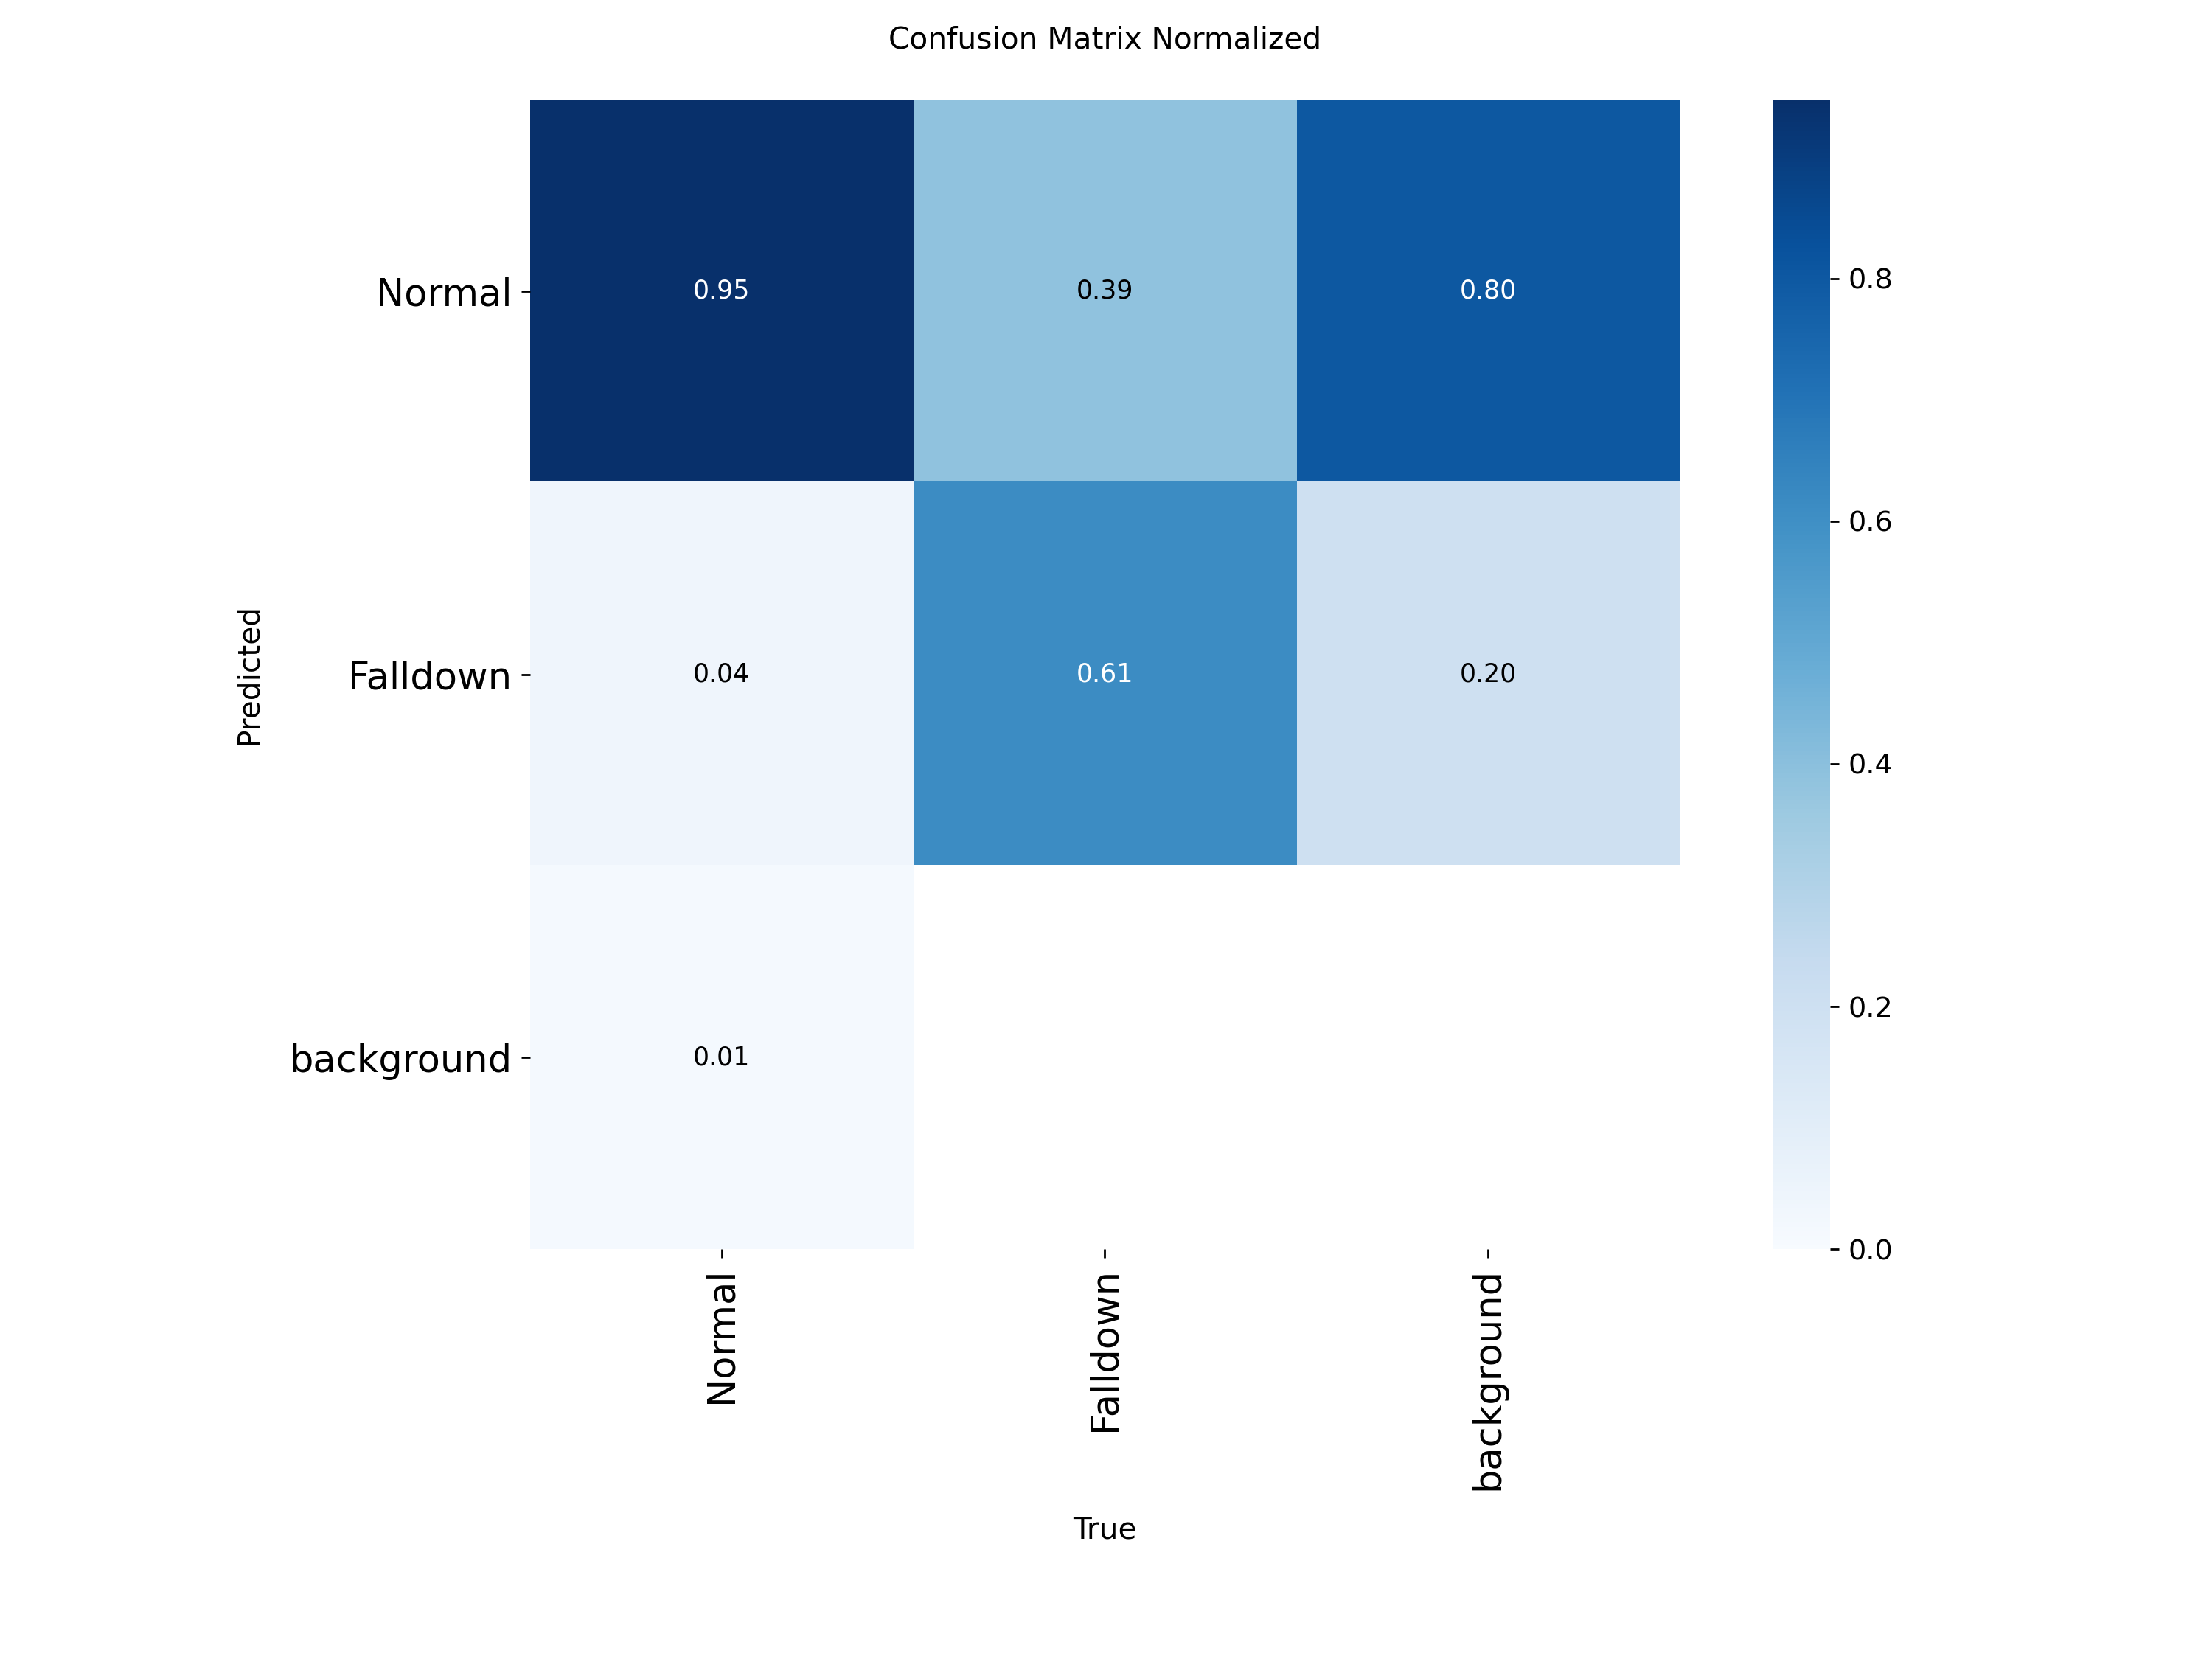 Confusion Matrix Normalized
Predicted
Normal
0.95
0.39
0.80
Falldown
0.04
0.61
0.20
background
0.01
Normal
Falldown
background
True
0.8
0.6
0.4
0.2
0.0